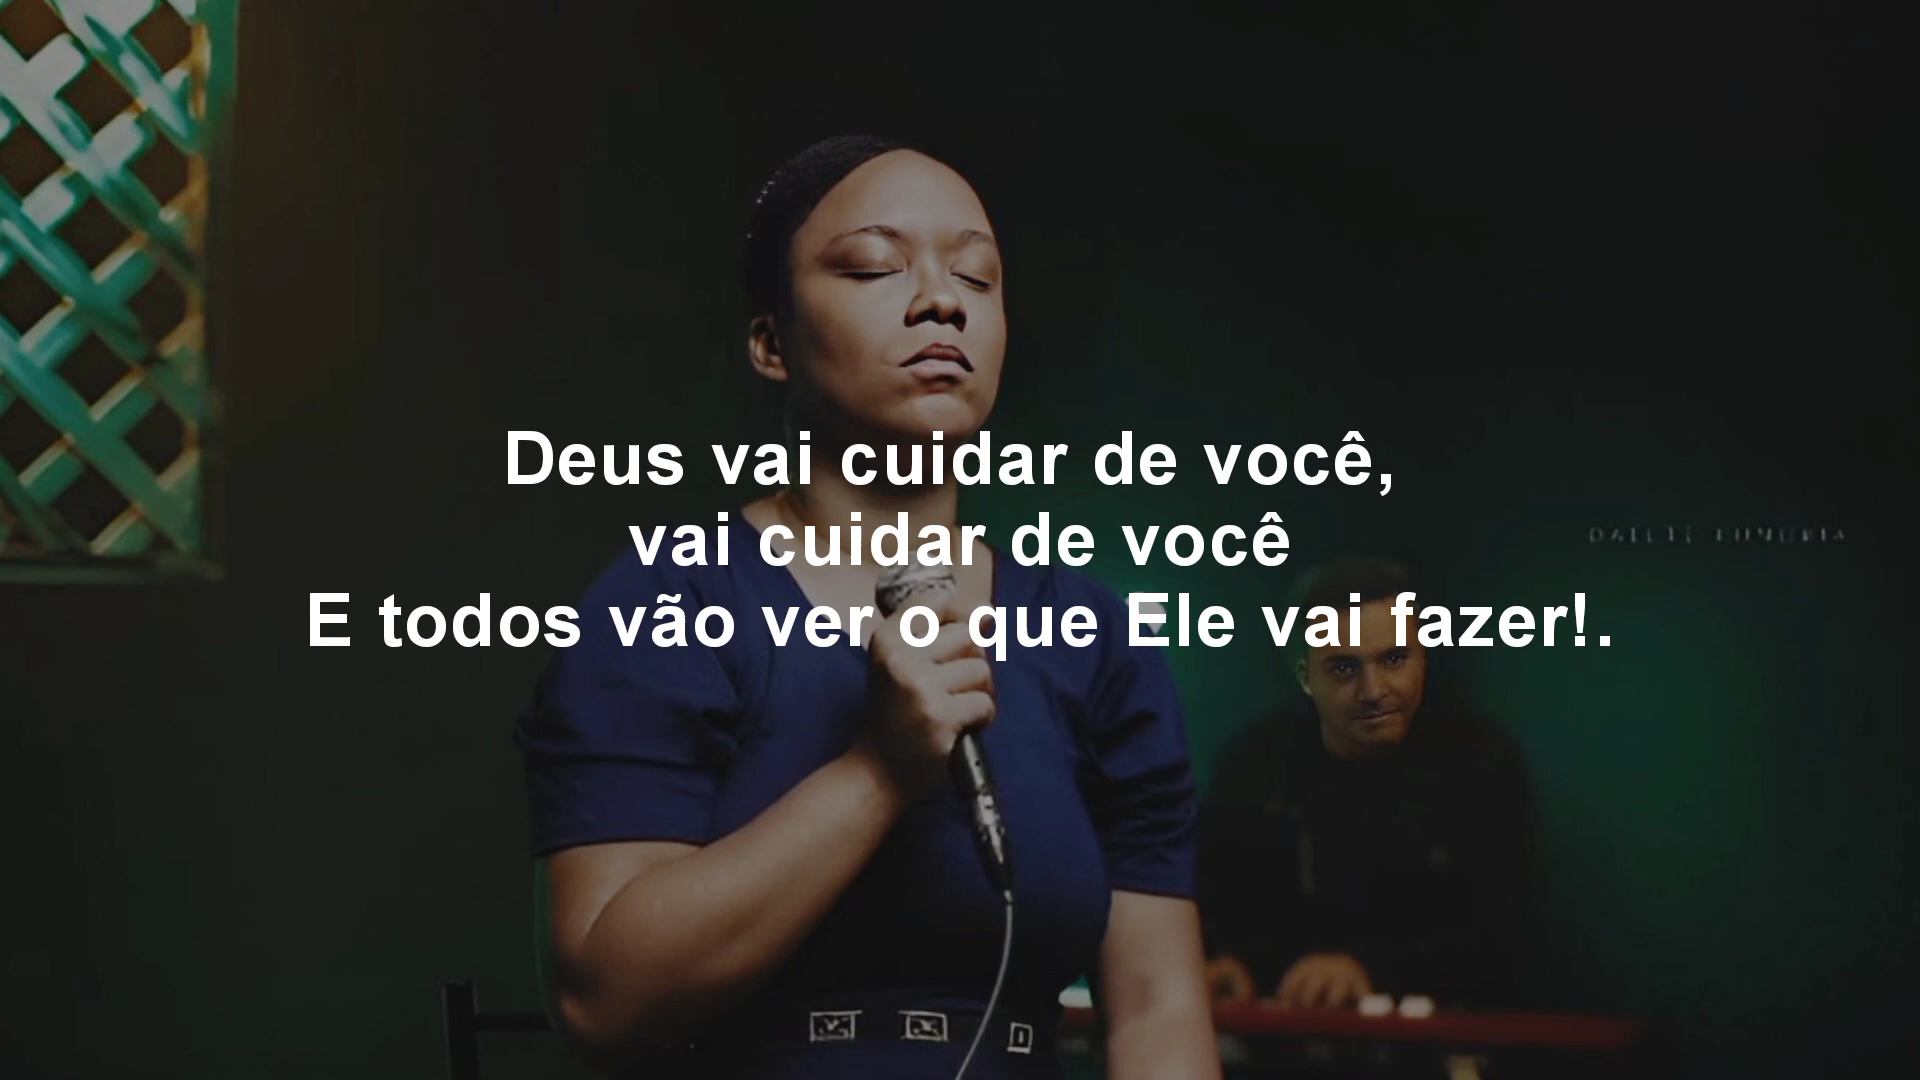 Deus vai cuidar de você,
vai cuidar de você
E todos vão ver o que Ele vai fazer!.